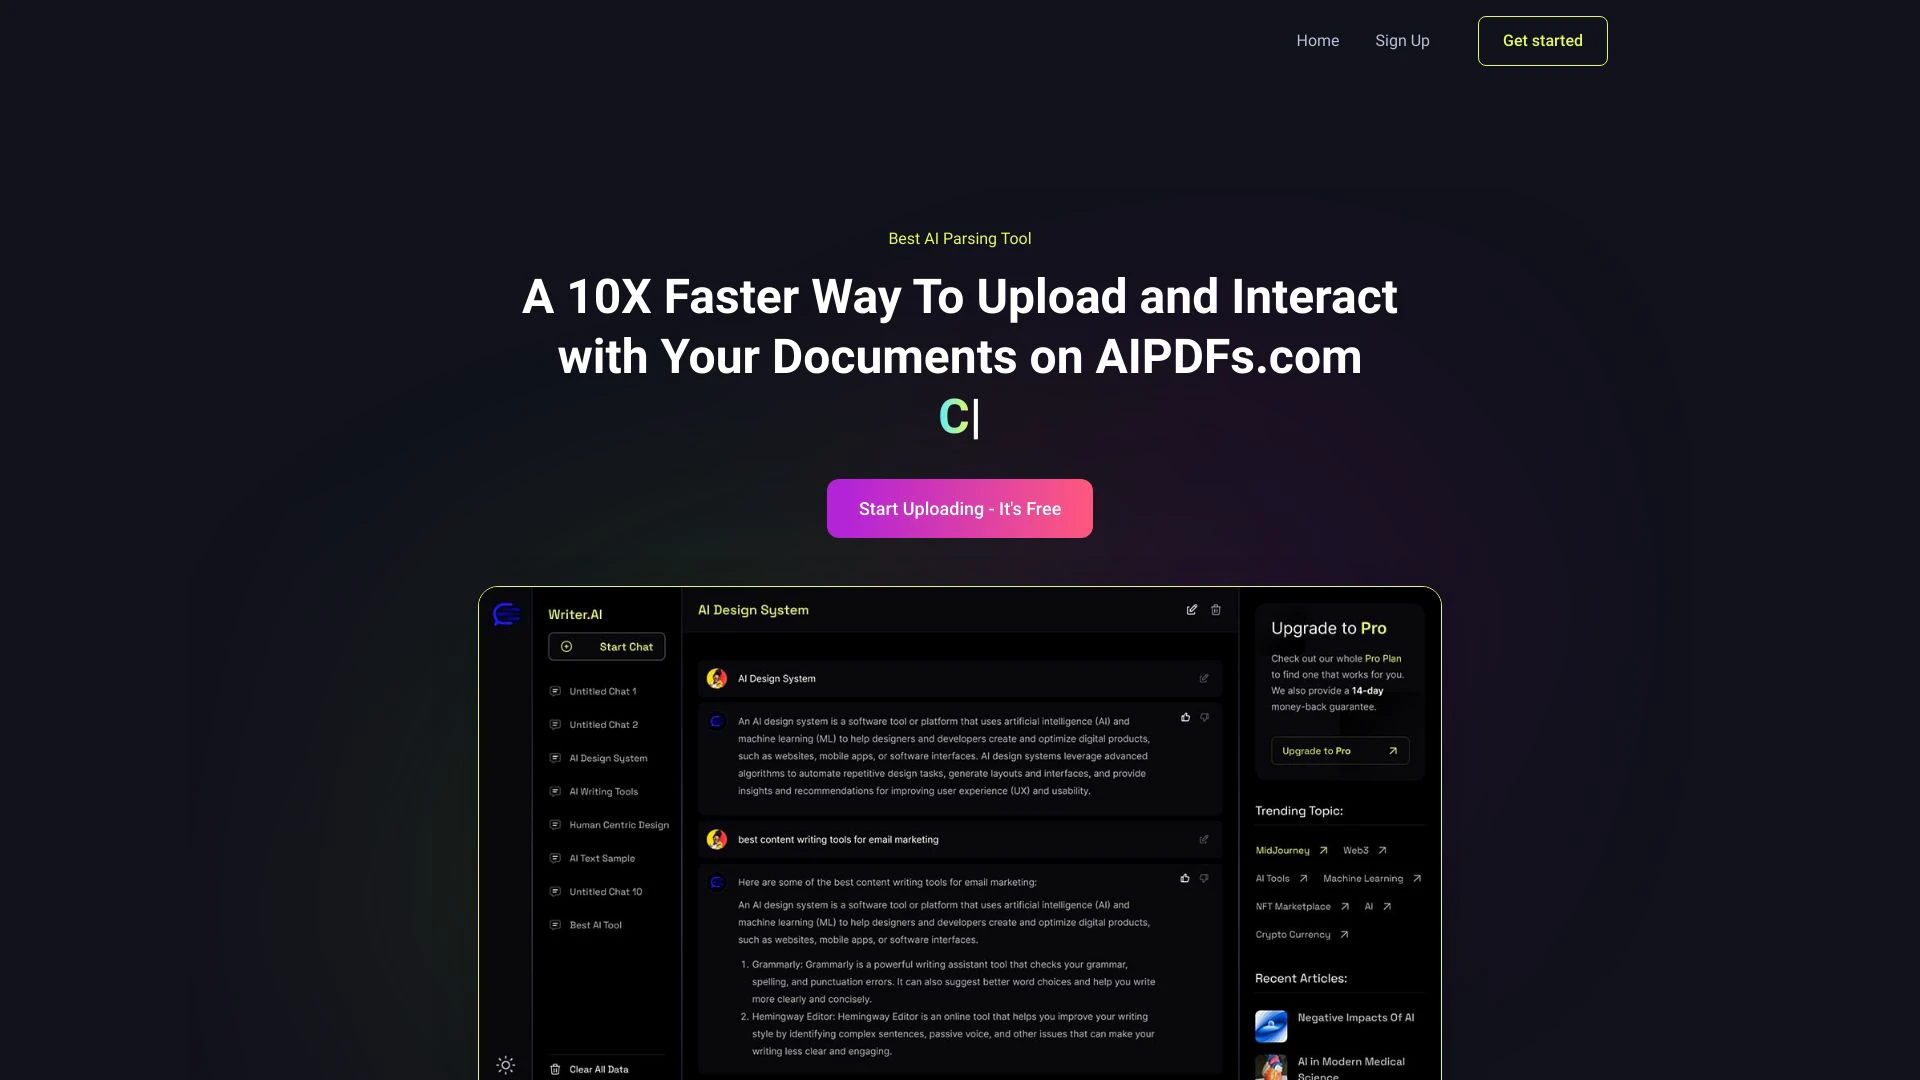 Home
Sign Up
Get started
Best AI Parsing Tool
A 10X Faster Way To Upload and Interact
with Your Documents on AIPDFs.com
C|
Start Uploading - It's Free
Writer.AI
Start Chat
Untitled Chat 1
Untitled Chat 2
AI Design System
AI Writing Tools
Human Centric Design
AI Text Sample
Untitled Chat 10
Best AI Tool
Clear All Data
AI Design System
AI Design System
An AI design system is a software tool or platform that uses artificial intelligence (AI) and
machine learning (ML) to help designers and developers create and optimize digital products,
such as websites, mobile apps, or software interfaces. AI design systems leverage advanced
algorithms to automate repetitive design tasks, generate layouts and interfaces, and provide
insights and recommendations for improving user experience (UX) and usability.
best content writing tools for email marketing
Here are some of the best content writing tools for email marketing:
An AI design system is a software tool or platform that uses artificial intelligence (AI) and
machine learning (ML) to help designers and developers create and optimize digital products,
such as websites, mobile apps, or software interfaces.
1. Grammarly: Grammarly is a powerful writing assistant tool that checks your grammar,
spelling, and punctuation errors. It can also suggest better word choices and help you write
more clearly and concisely.
2. Hemingway Editor: Hemingway Editor is an online tool that helps you improve your writing
style by identifying complex sentences, passive voice, and other issues that can make your
writing less clear and engaging.
Upgrade to Pro
Check out our whole Pro Plan
to find one that works for you.
We also provide a 14-day
money-back guarantee.
Upgrade to Pro
Trending Topic:
MidJourney
Web3
AI Tools
Machine Learning
NFT Marketplace
AI
Crypto Currency
Recent Articles:
Negative Impacts Of AI
AI in Modern Medical
Science